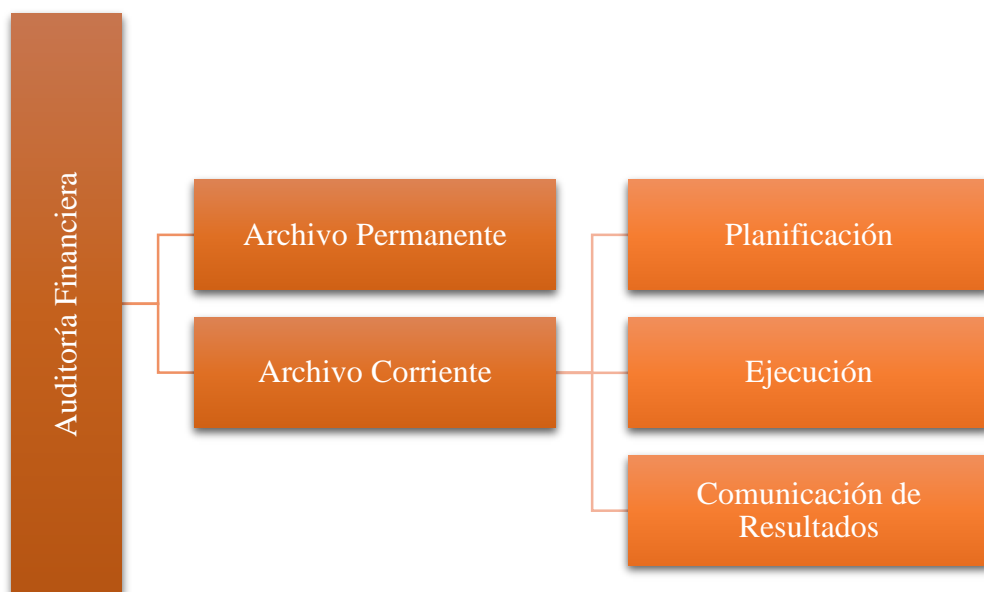 Auditoría Financiera
Archivo Permanente
Archivo Corriente
Planificación
Ejecución
Comunicación de
Resultados